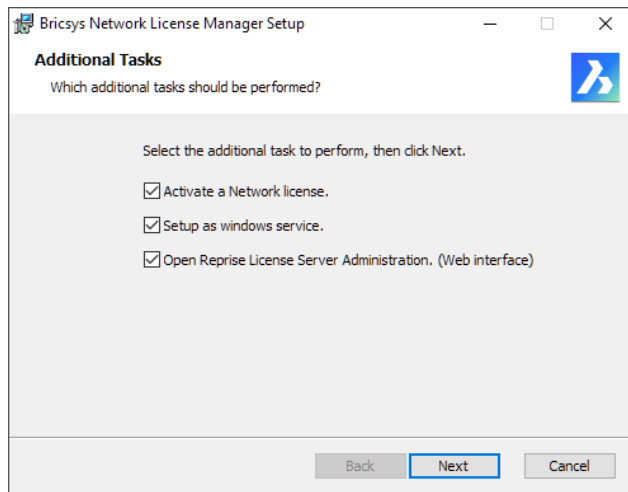 Bricsys Network License Manager Setup
Additional Tasks
Which additional tasks should be performed?
Select the additional task to perform, then click Next.
Activate a Network license.
Setup as windows service.
Open Reprise License Server Administration. (Web interface)
Back Next Cancel